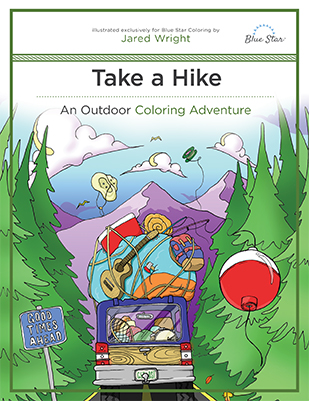 Illustrated exclusively for Blue Star Coloring by
Jared Wright
Blue Star
Take a Hike
An Outdoor Coloring Adventure
GOOD
TIMES
AHEAD